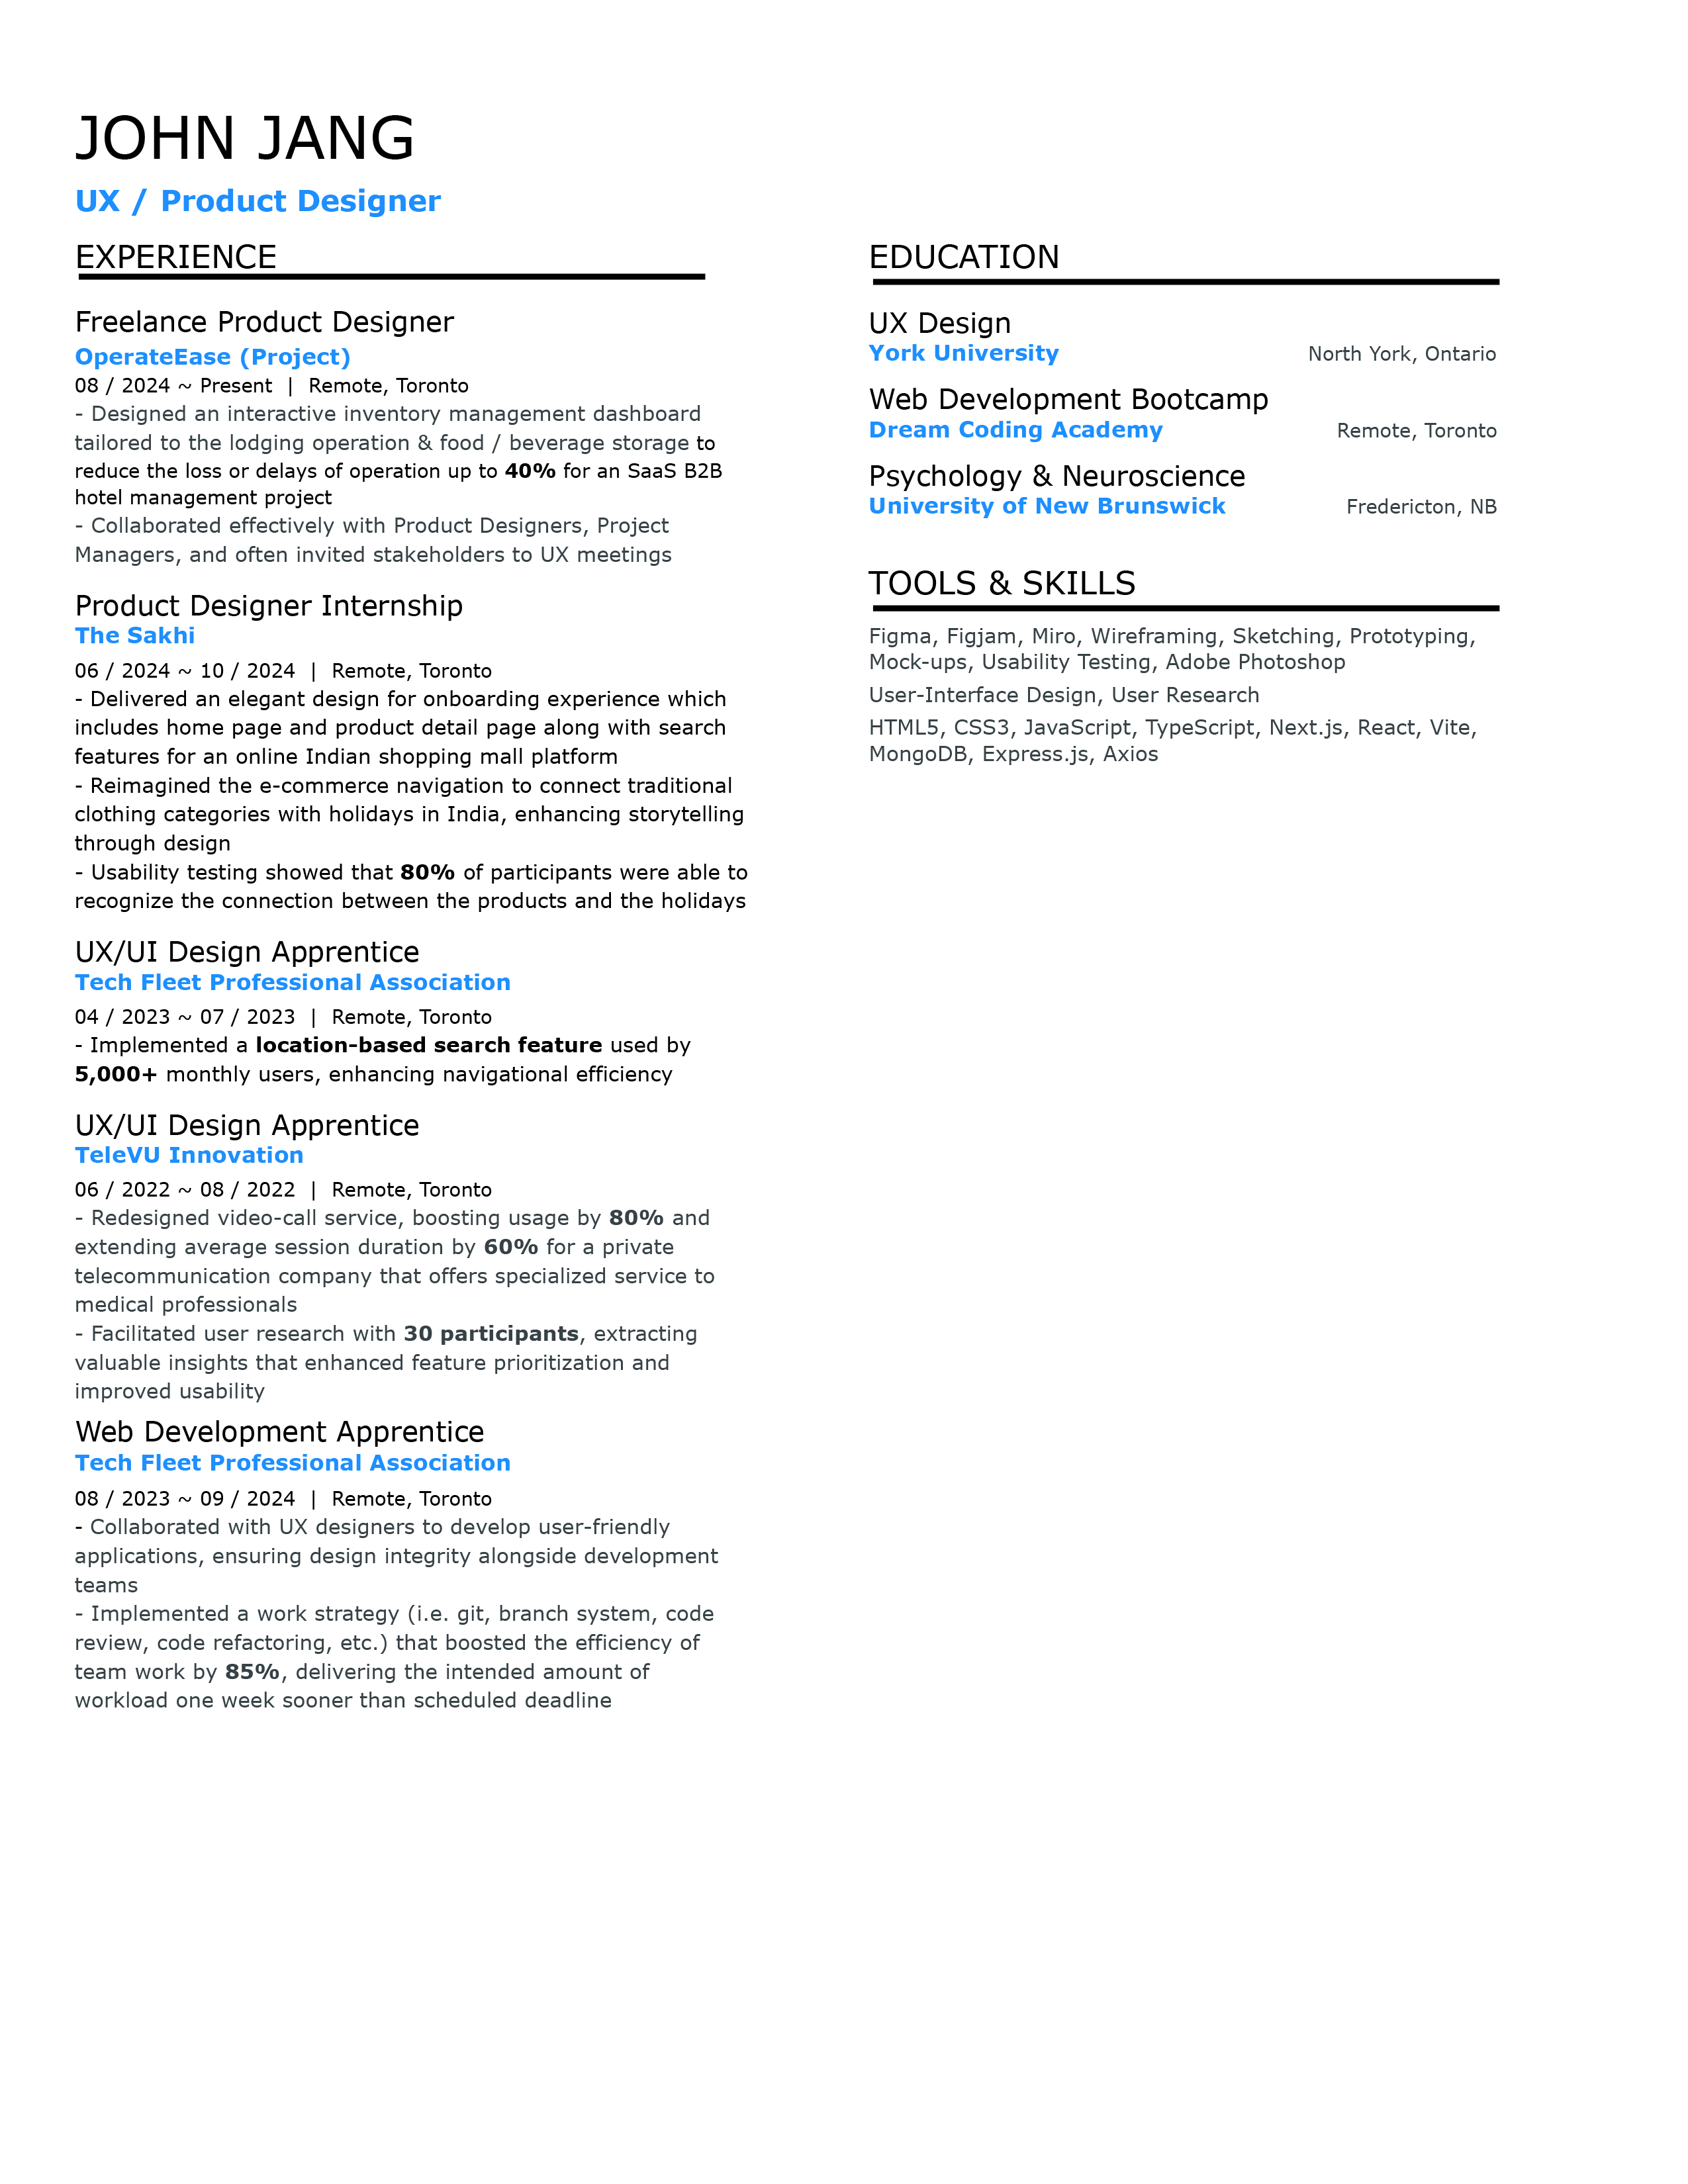 JOHN JANG
UX / Product Designer
EXPERIENCE
Freelance Product Designer
OperateEase (Project)
08 / 2024 ~ Present | Remote, Toronto
- Designed an interactive inventory management dashboard
tailored to the lodging operation & food / beverage storage to
reduce the loss or delays of operation up to 40% for an SaaS B2B
hotel management project
- Collaborated effectively with Product Designers, Project
Managers, and often invited stakeholders to UX meetings
Product Designer Internship
The Sakhi
06 / 2024 ~ 10 / 2024 | Remote, Toronto
- Delivered an elegant design for onboarding experience which
includes home page and product detail page along with search
features for an online Indian shopping mall platform
- Reimagined the e-commerce navigation to connect traditional
clothing categories with holidays in India, enhancing storytelling
through design
- Usability testing showed that 80% of participants were able to
recognize the connection between the products and the holidays
UX/UI Design Apprentice
Tech Fleet Professional Association
04 / 2023 ~ 07 / 2023 | Remote, Toronto
- Implemented a location-based search feature used by
5,000+ monthly users, enhancing navigational efficiency
UX/UI Design Apprentice
TeleVU Innovation
06 / 2022 ~ 08 / 2022 | Remote, Toronto
- Redesigned video-call service, boosting usage by 80% and
extending average session duration by 60% for a private
telecommunication company that offers specialized service to
medical professionals
- Facilitated user research with 30 participants, extracting
valuable insights that enhanced feature prioritization and
improved usability
Web Development Apprentice
Tech Fleet Professional Association
08 / 2023 ~ 09 / 2024 | Remote, Toronto
- Collaborated with UX designers to develop user-friendly
applications, ensuring design integrity alongside development
teams
- Implemented a work strategy (i.e. git, branch system, code
review, code refactoring, etc.) that boosted the efficiency of
team work by 85%, delivering the intended amount of
workload one week sooner than scheduled deadline
EDUCATION
UX Design
York University North York, Ontario
Web Development Bootcamp
Dream Coding Academy Remote, Toronto
Psychology & Neuroscience
University of New Brunswick Fredericton, NB
TOOLS & SKILLS
Figma, Figjam, Miro, Wireframing, Sketching, Prototyping,
Mock-ups, Usability Testing, Adobe Photoshop
User-Interface Design, User Research
HTML5, CSS3, JavaScript, TypeScript, Next.js, React, Vite,
MongoDB, Express.js, Axios